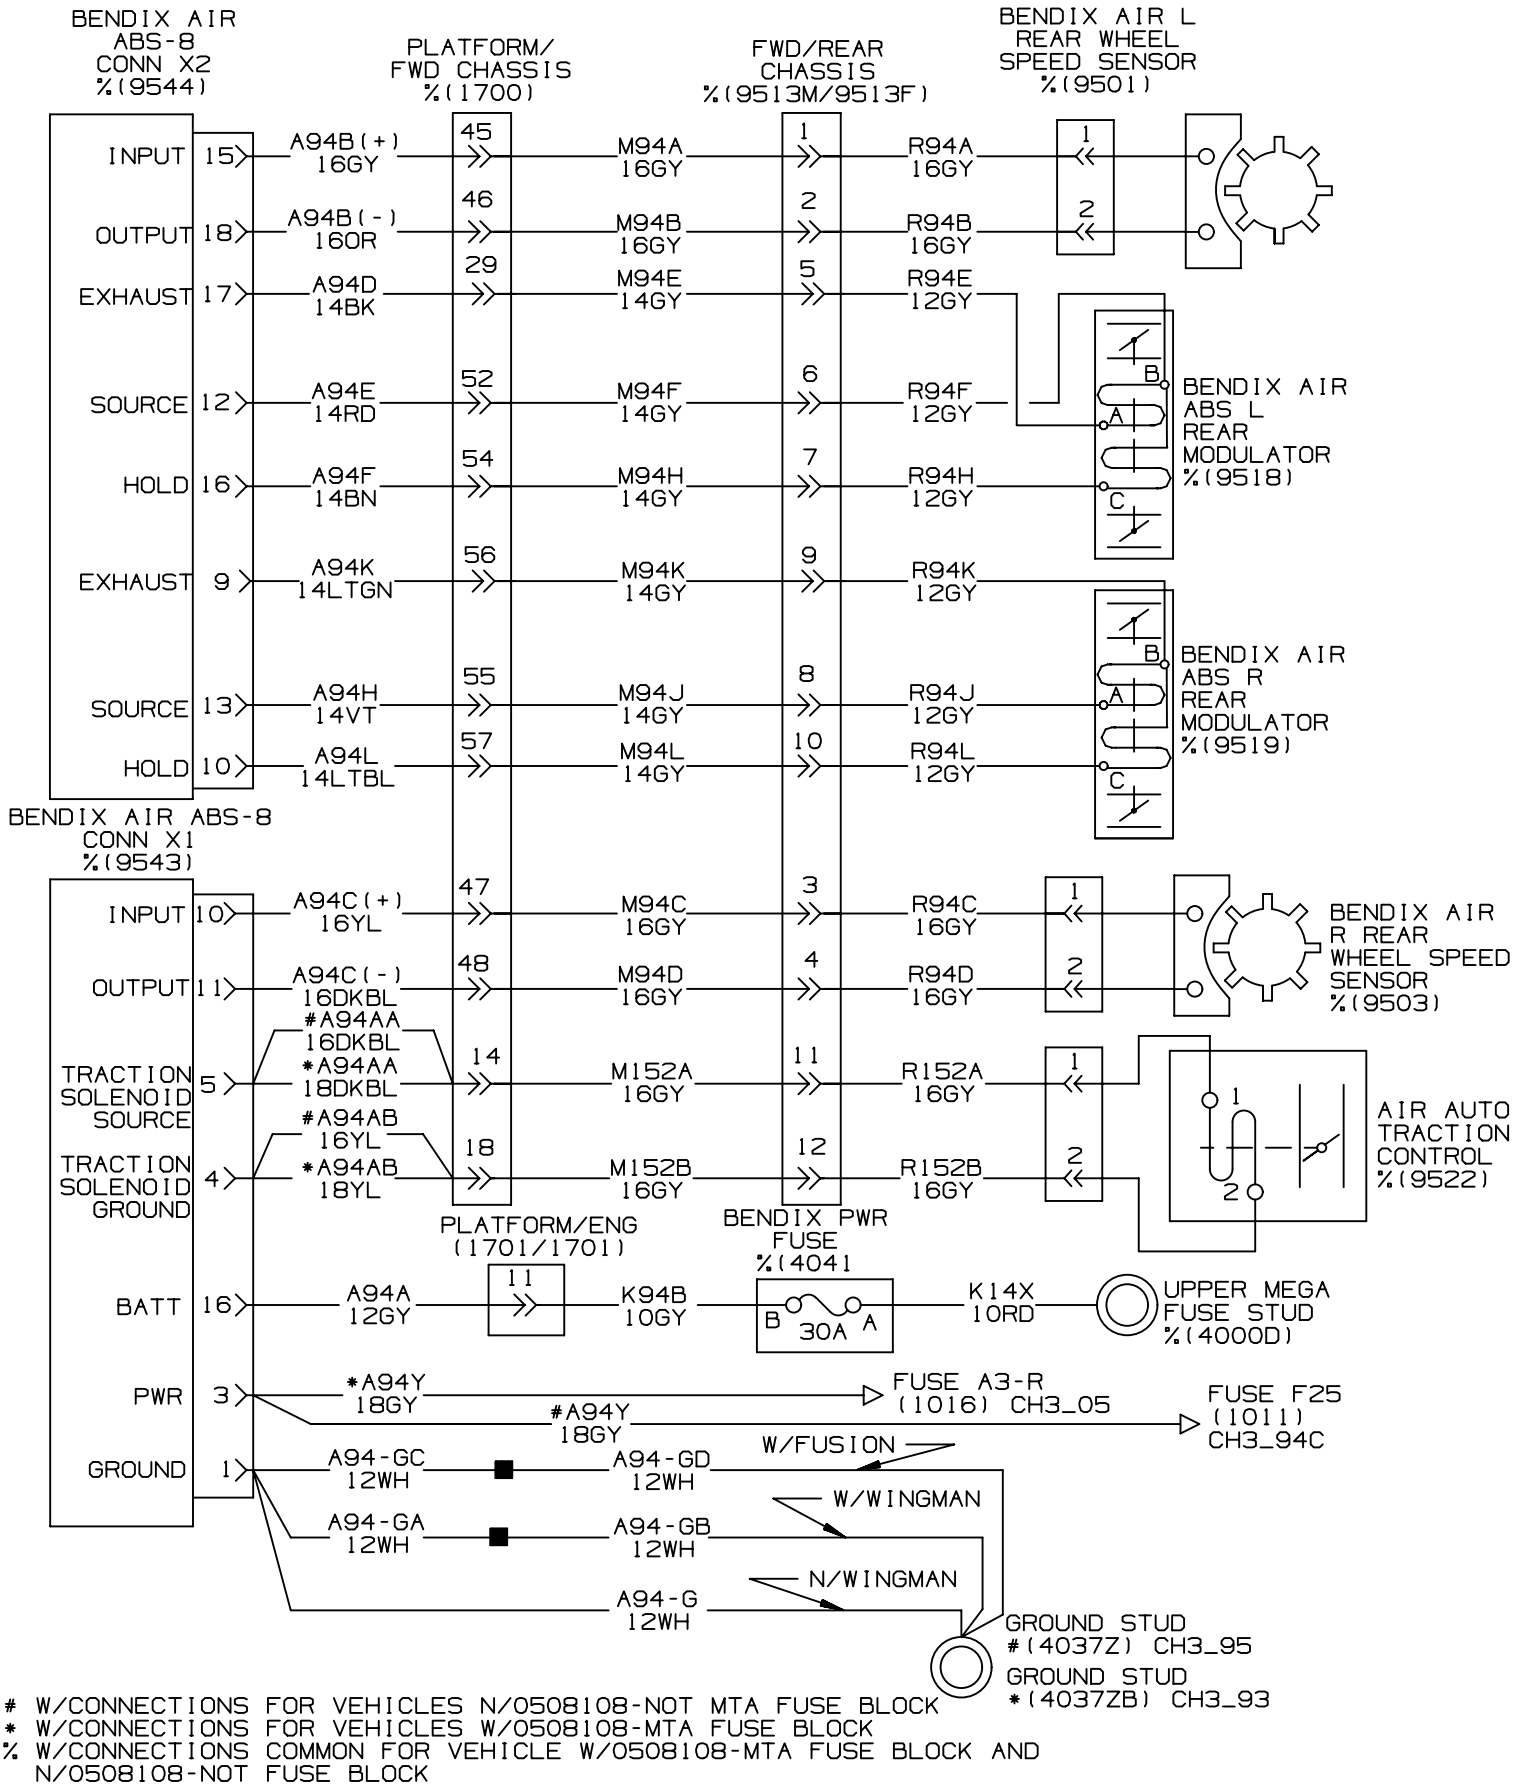 BENDIX AIR
ABS-8
CONN X2
%(9544)
PLATFORM/
FWD CHASSIS
%(1700)
FWD/REAR
CHASSIS
%(9513M/9513F)
BENDIX AIR L
REAR WHEEL
SPEED SENSOR
%(9501)
INPUT 15 A94B(+) 45 M94A 1 R94A 1
16GY 16GY 16GY
OUTPUT 18 A94B(-) 46 M94B 2 R94B 2
16OR 16GY 16GY
EXHAUST 17 A94D 29 M94E 5 R94E
14BK 14GY 12GY
SOURCE 12 A94E 52 M94F 6 R94F
14RD 14GY 12GY
HOLD 16 A94F 54 M94H 7 R94H
14BN 14GY 12GY
B
A
C
BENDIX AIR
ABS L
REAR
MODULATOR
%(9518)
EXHAUST 9 A94K 56 M94K 9 R94K
14LTGN 14GY 12GY
SOURCE 13 A94H 55 M94J 8 R94J
14VT 14GY 12GY
HOLD 10 A94L 57 M94L 10 R94L
14LTBL 14GY 12GY
B
A
C
BENDIX AIR
ABS R
REAR
MODULATOR
%(9519)
BENDIX AIR ABS-8
CONN X1
%(9543)
INPUT 10 A94C(+) 47 M94C 3 R94C 1
16YL 16GY 16GY
OUTPUT 11 A94C(-) 48 M94D 4 R94D 2
16DKBL 16GY 16GY
BENDIX AIR
R REAR
WHEEL SPEED
SENSOR
%(9503)
#A94AA
16DKBL
TRACTION
SOLENOID
SOURCE
5 *A94AA 14 M152A 11 R152A 1
18DKBL 16GY 16GY
#A94AB
16YL
TRACTION
SOLENOID
GROUND
4 *A94AB 18 M152B 12 R152B 2
18YL 16GY 16GY
1
2
AIR AUTO
TRACTION
CONTROL
%(9522)
PLATFORM/ENG
(1701/1701)
BENDIX PWR
FUSE
%(4041
BATT 16 A94A 11 K94B K14X
12GY 10GY B 30A A 10RD
UPPER MEGA
FUSE STUD
%(4000D)
PWR 3 *A94Y
18GY
FUSE A3-R
(1016) CH3_05
#A94Y
18GY
FUSE F25
(1011)
CH3_94C
GROUND 1 A94-GC A94-GD W/FUSION
12WH 12WH
A94-GA A94-GB W/WINGMAN
12WH 12WH
A94-G N/WINGMAN
12WH
GROUND STUD
#(4037Z) CH3_95
GROUND STUD
*(4037ZB) CH3_93
# W/CONNECTIONS FOR VEHICLES N/0508108-NOT MTA FUSE BLOCK
* W/CONNECTIONS FOR VEHICLES W/0508108-MTA FUSE BLOCK
% W/CONNECTIONS COMMON FOR VEHICLE W/0508108-MTA FUSE BLOCK AND
N/0508108-NOT FUSE BLOCK